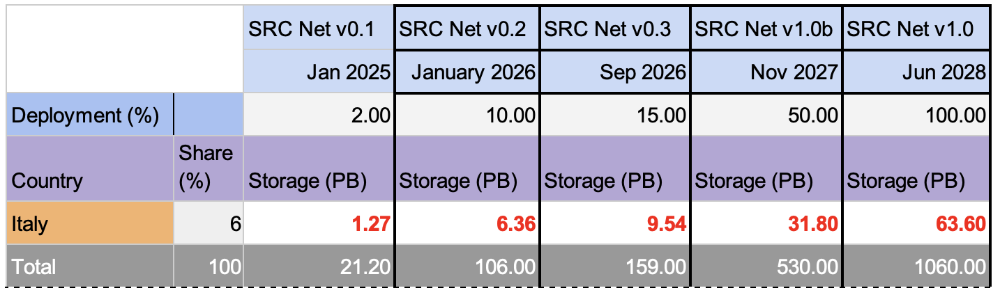 SRC Net v0.1 SRC Net v0.2 SRC Net v0.3 SRC Net v1.0b SRC Net v1.0
Jan 2025 January 2026 Sep 2026 Nov 2027 Jun 2028
Deployment (%) 2.00 10.00 15.00 50.00 100.00
Country Share (%) Storage (PB) Storage (PB) Storage (PB) Storage (PB) Storage (PB)
Italy 6 1.27 6.36 9.54 31.80 63.60
Total 100 21.20 106.00 159.00 530.00 1060.00